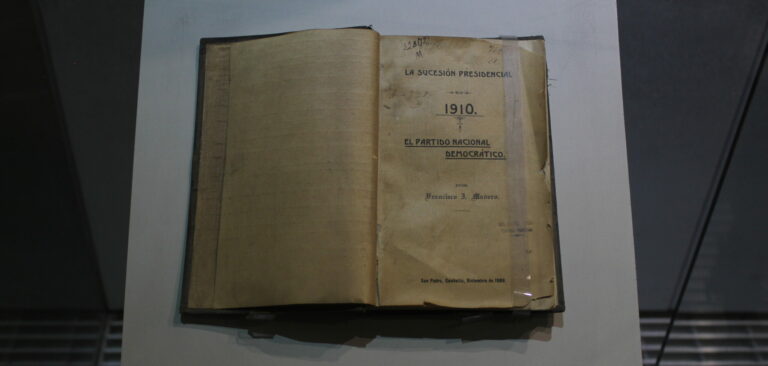 LA SUCESIÓN PRESIDENCIAL
EN
1910.
EL PARTIDO NACIONAL
DEMOCRÁTICO.
POR
Francisco I. Madero.
San Pedro, Coahuila, Diciembre de 1908